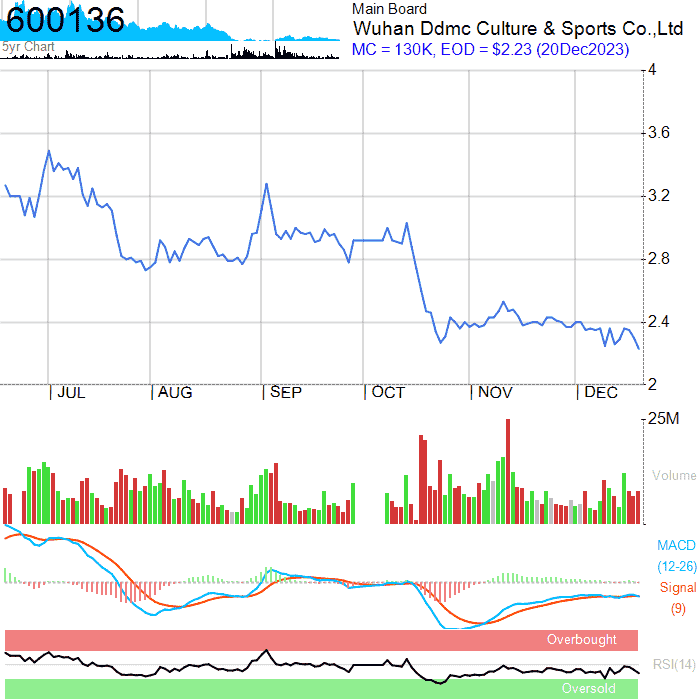 600136
5yr Chart
Main Board
Wuhan Ddmc Culture & Sports Co.,Ltd
MC = 130K, EOD = $2.23 (20Dec2023)
4
3.6
3.2
2.8
2.4
2
JUL AUG SEP OCT NOV DEC
25M
Volume
MACD
(12-26)
Signal
(9)
Overbought
RSI(14)
Oversold